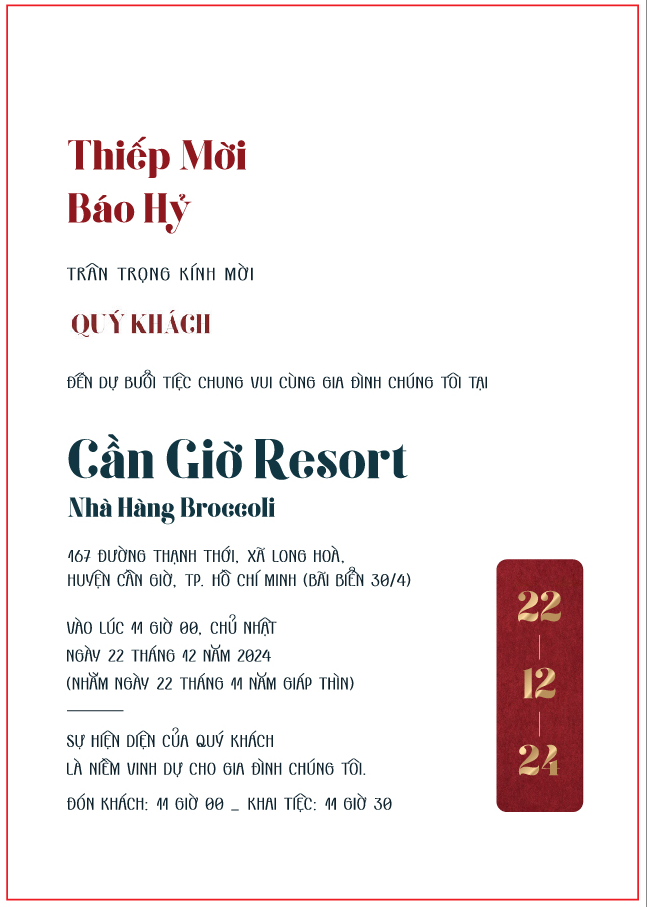 Thiếp Mời
Báo Hỷ
TRÂN TRỌNG KÍNH MỜI
QUÝ KHÁCH
ĐẾN DỰ BUỔI TIỆC CHUNG VUI CÙNG GIA ĐÌNH CHÚNG TÔI TẠI
Cần Giờ Resort
Nhà Hàng Broccoli
167 ĐƯỜNG THẠNH THỚI, XÃ LONG HOÀ,
HUYỆN CẦN GIỜ, TP. HỒ CHÍ MINH (BÃI BIỂN 30/4)
VÀO LÚC 11 GIỜ 00, CHỦ NHẬT
NGÀY 22 THÁNG 12 NĂM 2024
(NHẰM NGÀY 22 THÁNG 11 NĂM GIÁP THÌN)
SỰ HIỆN DIỆN CỦA QUÝ KHÁCH
LÀ NIỀM VINH DỰ CHO GIA ĐÌNH CHÚNG TÔI.
ĐÓN KHÁCH: 11 GIỜ 00 _ KHAI TIỆC: 11 GIỜ 30
22
12
24